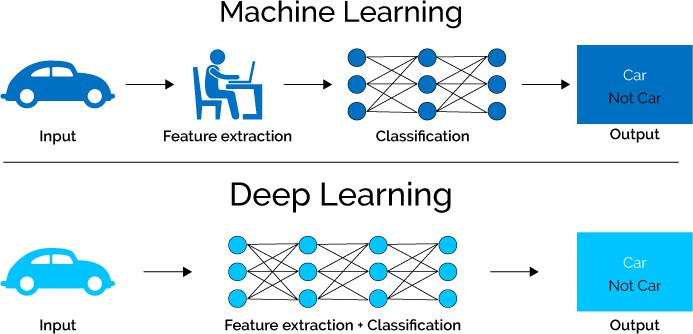 Machine Learning
Car
Not Car
Input
Feature extraction
Classification
Output
Deep Learning
Car
Not Car
Input
Feature extraction + Classification
Output